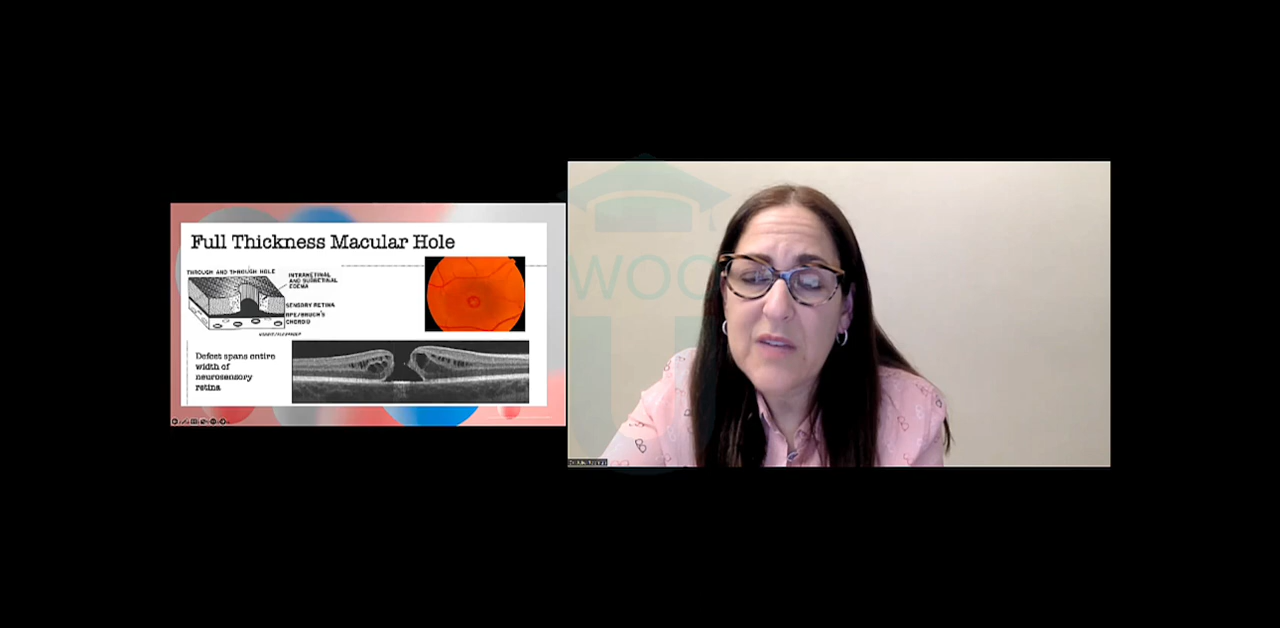 Full Thickness Macular Hole
THROUGH AND THROUGH HOLE
INTRARETINAL
AND SUBRETINAL
EDEMA
SENSORY RETINA
RPE/BRUCH'S
CHOROID
Defect spans entire
width of
neurosensory
retina
WOC